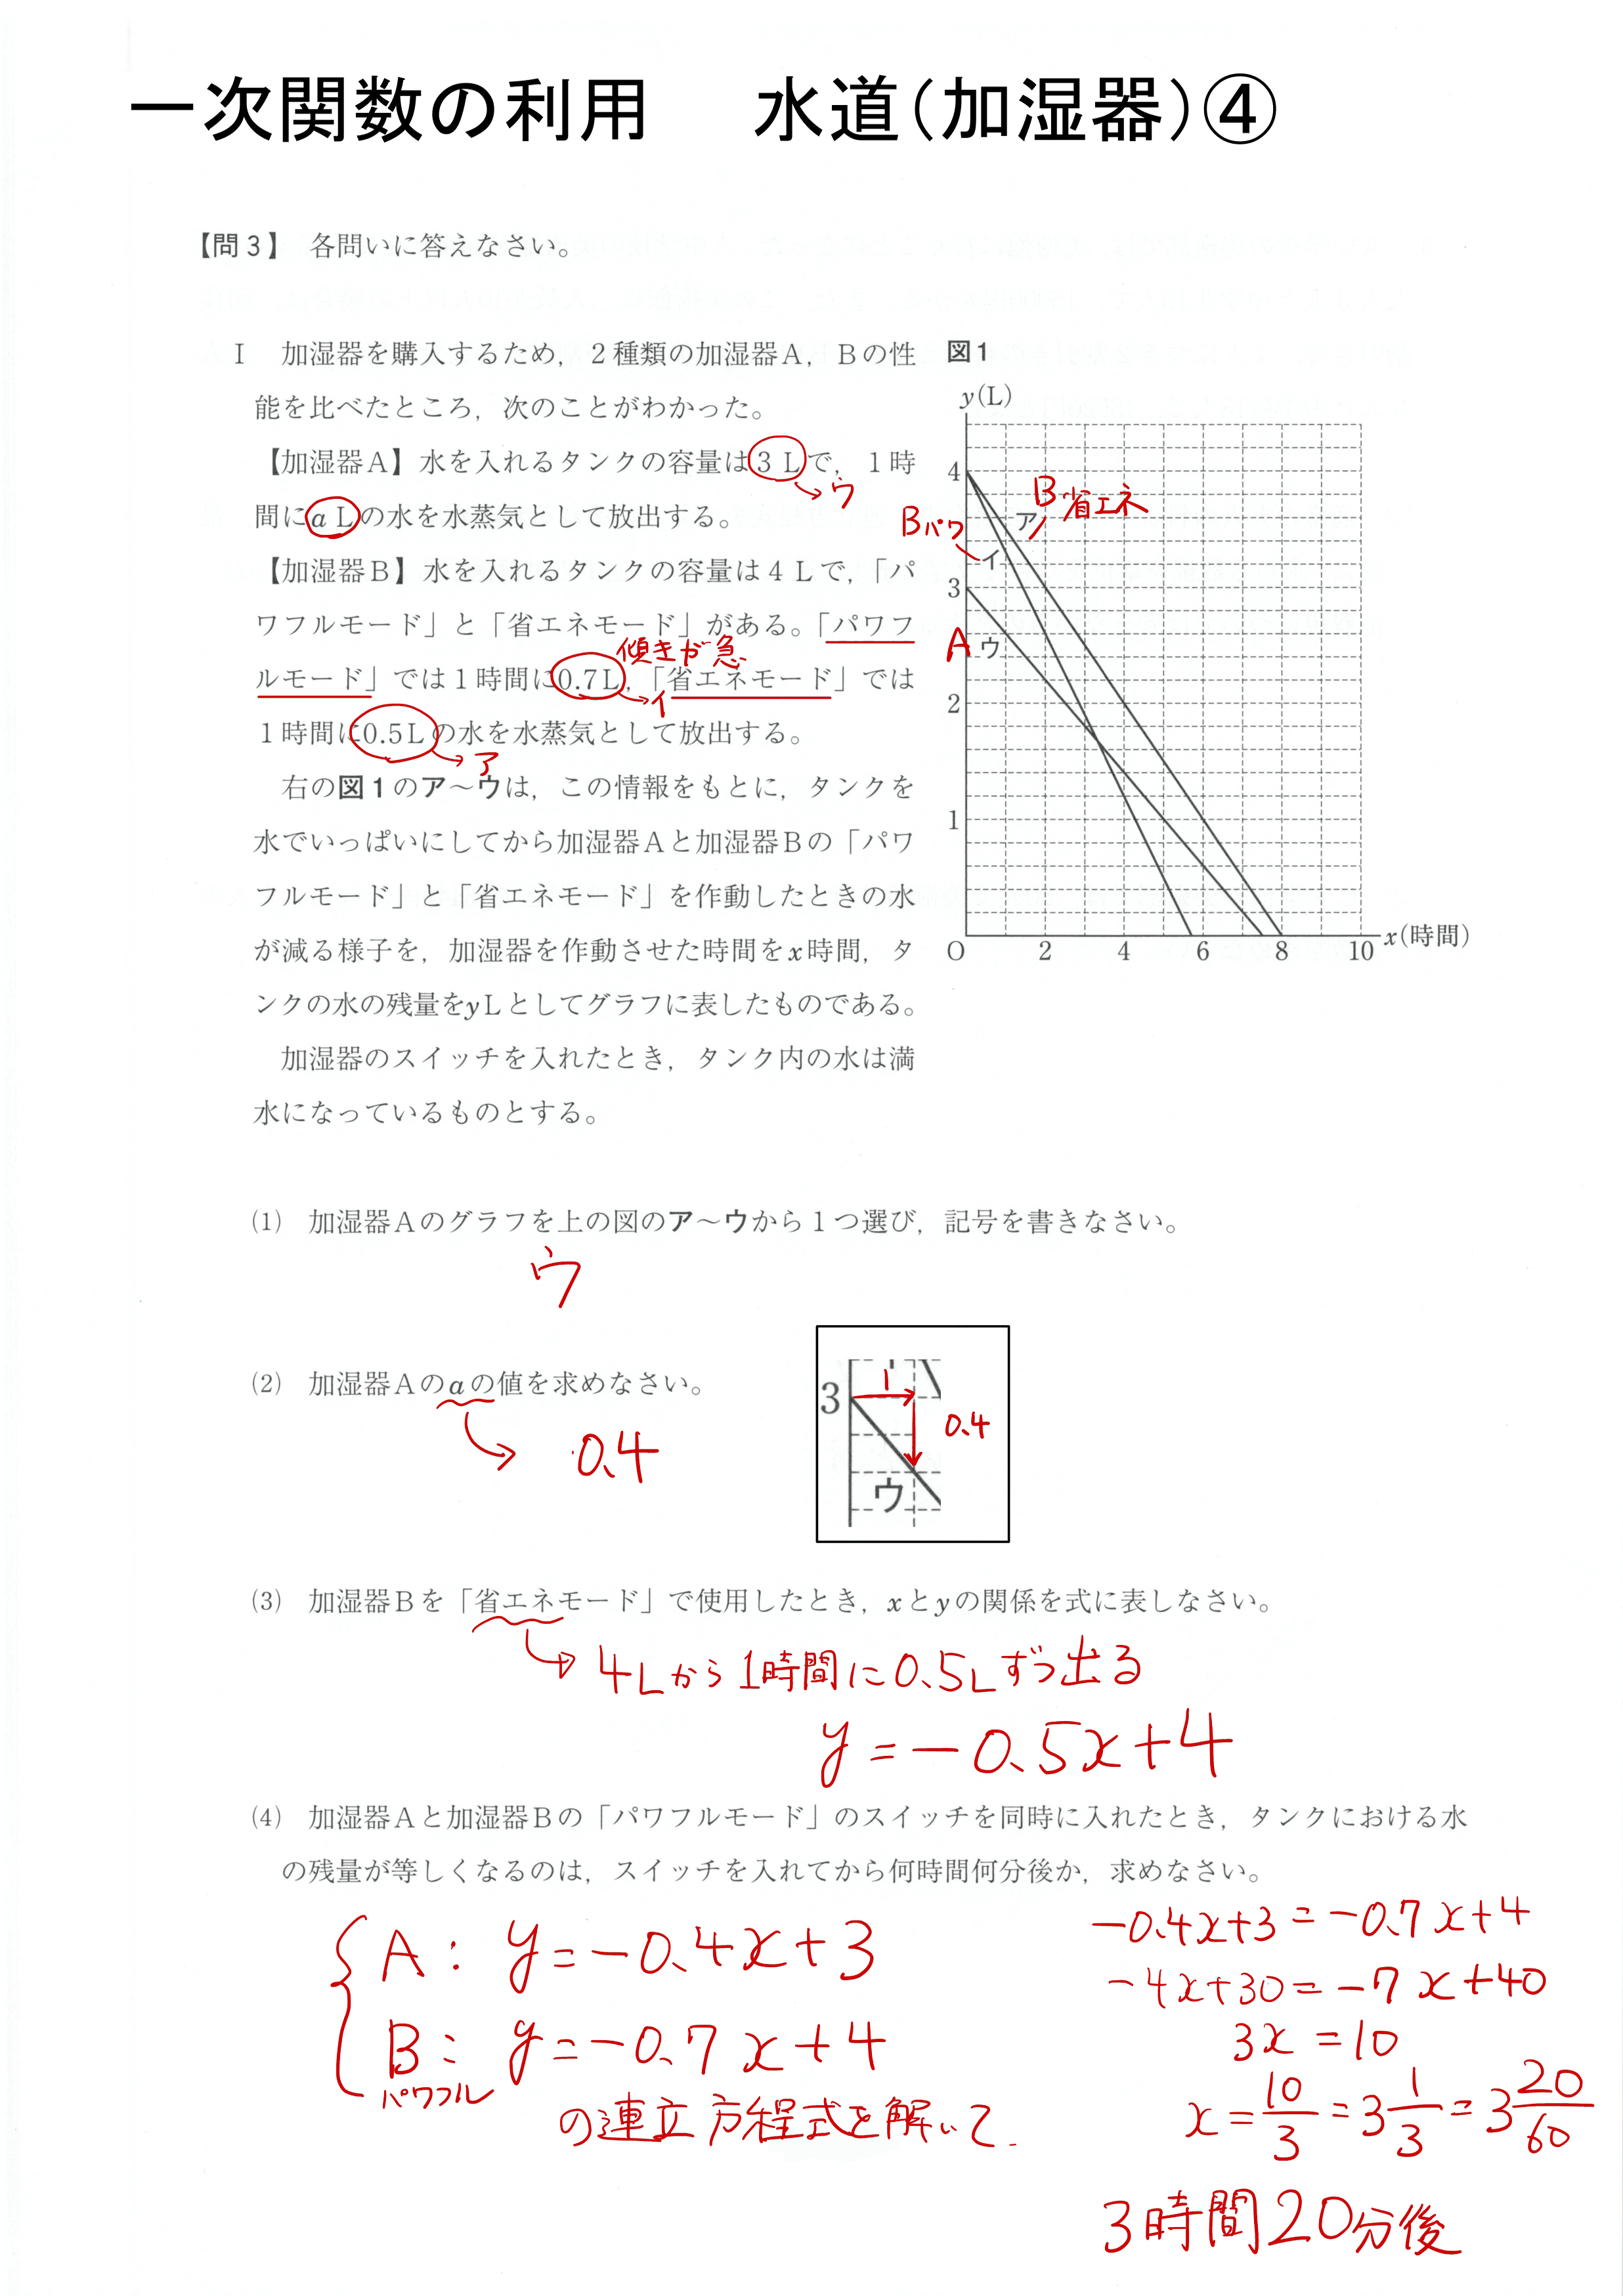 一次関数の利用　水道（加湿器）④
【問３】　各問いに答えなさい。
Ⅰ　加湿器を購入するため，２種類の加湿器Ａ，Ｂの性
能を比べたところ，次のことがわかった。
【加湿器Ａ】水を入れるタンクの容量は３Ｌで，１時
→ウ
間にaＬの水を水蒸気として放出する。
【加湿器Ｂ】水を入れるタンクの容量は４Ｌで，「パ
ワフルモード」と「省エネモード」がある。「パワフ
傾きが急
ルモード」では１時間に0.7Ｌ，「省エネモード」では
→イ
１時間に0.5Ｌの水を水蒸気として放出する。
→ア
右の図１のア～ウは，この情報をもとに，タンクを
水でいっぱいにしてから加湿器Ａと加湿器Ｂの「パワ
フルモード」と「省エネモード」を作動したときの水
が減る様子を，加湿器を作動させた時間をx時間，タ
ンクの水の残量をyＬとしてグラフに表したものである。
加湿器のスイッチを入れたとき，タンク内の水は満
水になっているものとする。
図１
y(L)
4
B 省エネ
ア
Bパワ
イ
3
A ウ
2
1
O 2 4 6 8 10 x(時間)
⑴　加湿器Ａのグラフを上の図のア～ウから１つ選び，記号を書きなさい。
ウ
⑵　加湿器Ａのaの値を求めなさい。
→ 0.4
3
1
0.4
ウ
⑶　加湿器Ｂを「省エネモード」で使用したとき，xとyの関係を式に表しなさい。
→ 4Lから1時間に0.5Lずつ出る
y=-0.5x+4
⑷　加湿器Ａと加湿器Ｂの「パワフルモード」のスイッチを同時に入れたとき，タンクにおける水
の残量が等しくなるのは，スイッチを入れてから何時間何分後か，求めなさい。
A: y=-0.4x+3
B: y=-0.7x+4
パワフル
の連立方程式を解いて
-0.4x+3=-0.7x+4
-4x+30=-7x+40
3x=10
x=10/3=3 1/3=3 20/60
3時間20分後